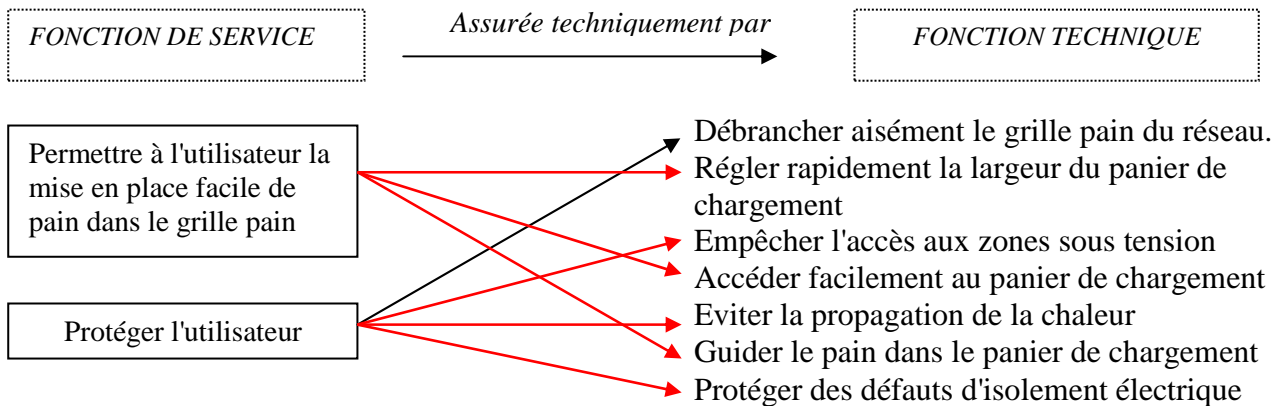 FONCTION DE SERVICE
Assurée techniquement par
FONCTION TECHNIQUE
Permettre à l'utilisateur la
mise en place facile de
pain dans le grille pain
Protéger l'utilisateur
Débrancher aisément le grille pain du réseau.
Régler rapidement la largeur du panier de
chargement
Empêcher l'accès aux zones sous tension
Accéder facilement au panier de chargement
Eviter la propagation de la chaleur
Guider le pain dans le panier de chargement
Protéger des défauts d'isolement électrique